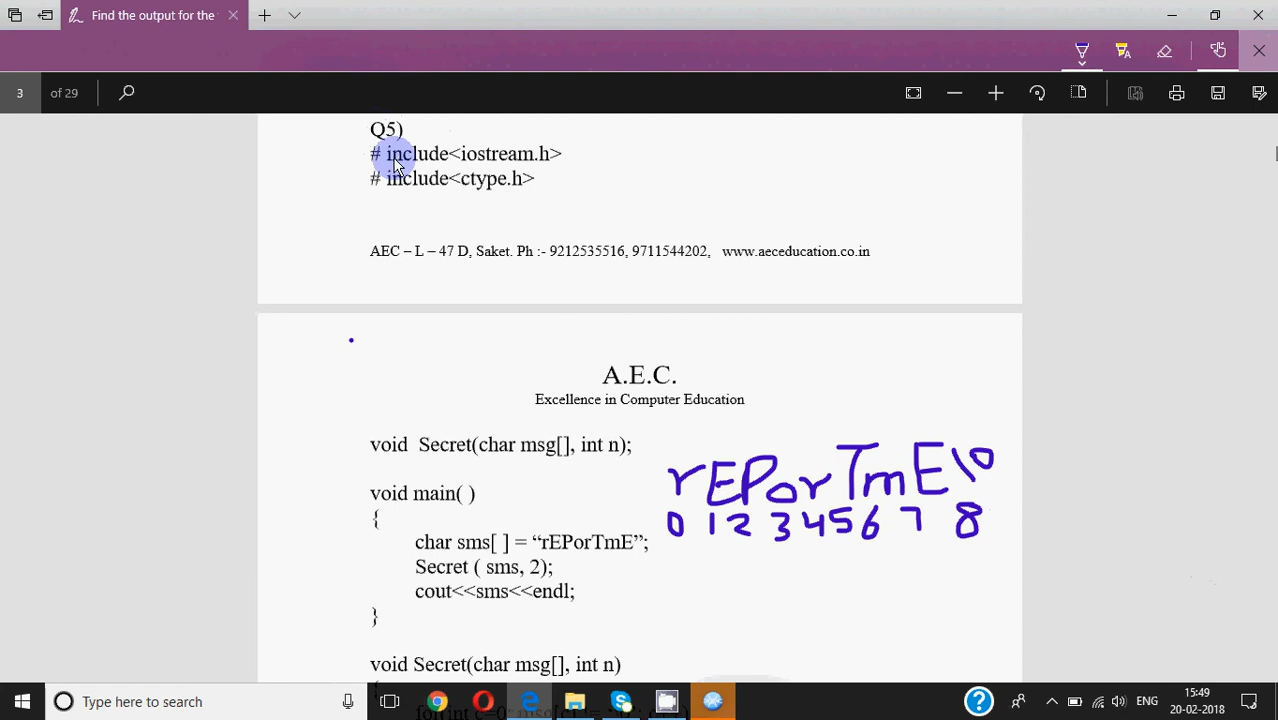 Find the output for the
3 of 29
Q5)
# include<iostream.h>
# include<ctype.h>
AEC – L – 47 D, Saket. Ph :- 9212535516, 9711544202, www.aeceducation.co.in
A.E.C.
Excellence in Computer Education
void Secret(char msg[], int n);
rEPorTmE\0
0 1 2 3 4 5 6 7 8
void main( )
{
char sms[ ] = “rEPorTmE”;
Secret ( sms, 2);
cout<<sms<<endl;
}
void Secret(char msg[], int n)
{
Type here to search
ENG
15:49
20-02-2018